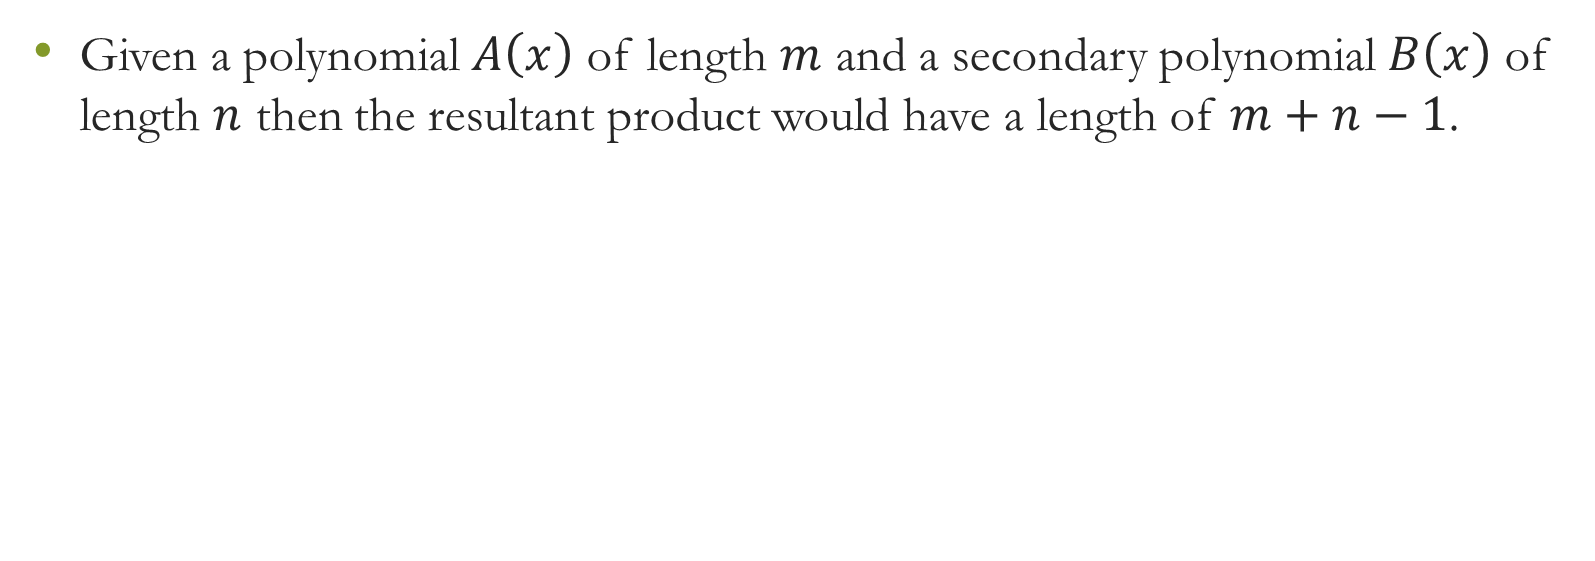 • Given a polynomial A(x) of length m and a secondary polynomial B(x) of
length n then the resultant product would have a length of m + n − 1.